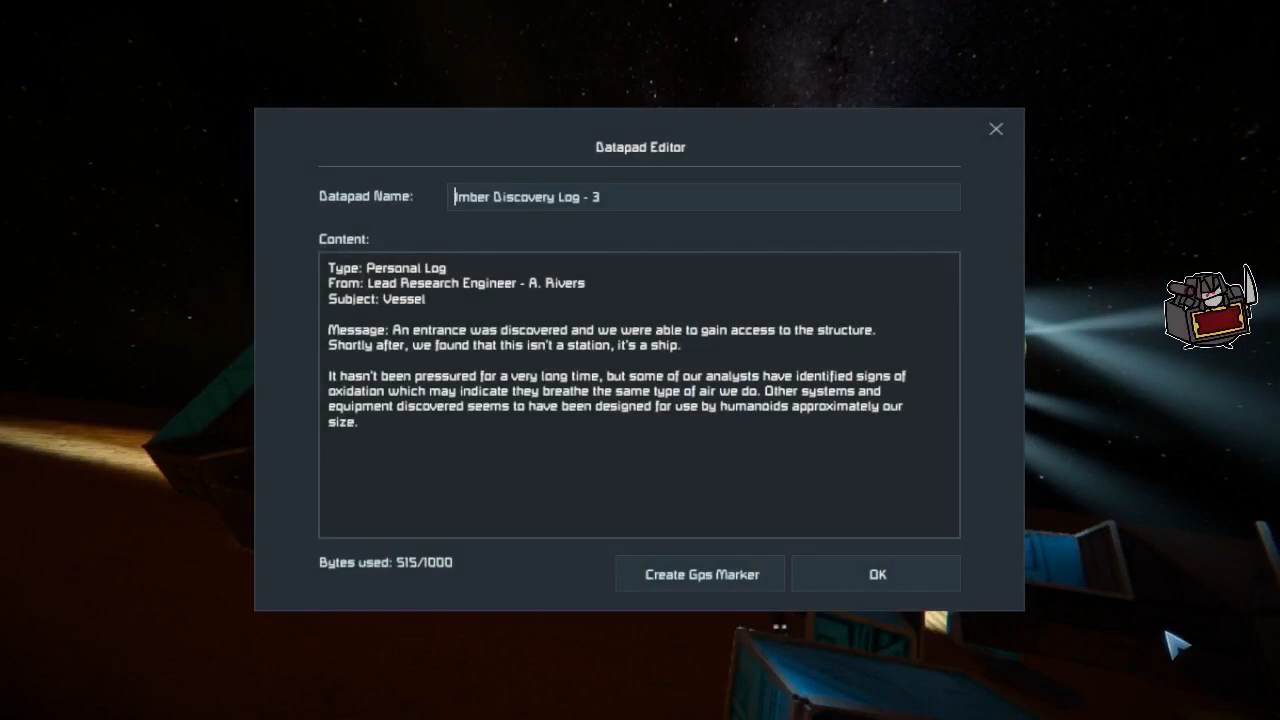 Datapad Editor
Datapad Name: Imber Discovery Log - 3
Content:
Type: Personal Log
From: Lead Research Engineer - A. Rivers
Subject: Vessel
Message: An entrance was discovered and we were able to gain access to the structure.
Shortly after, we found that this isn't a station, it's a ship.
It hasn't been pressured for a very long time, but some of our analysts have identified signs of
oxidation which may indicate they breathe the same type of air we do. Other systems and
equipment discovered seems to have been designed for use by humanoids approximately our
size.
Bytes used: 515/1000
Create Gps Marker
OK